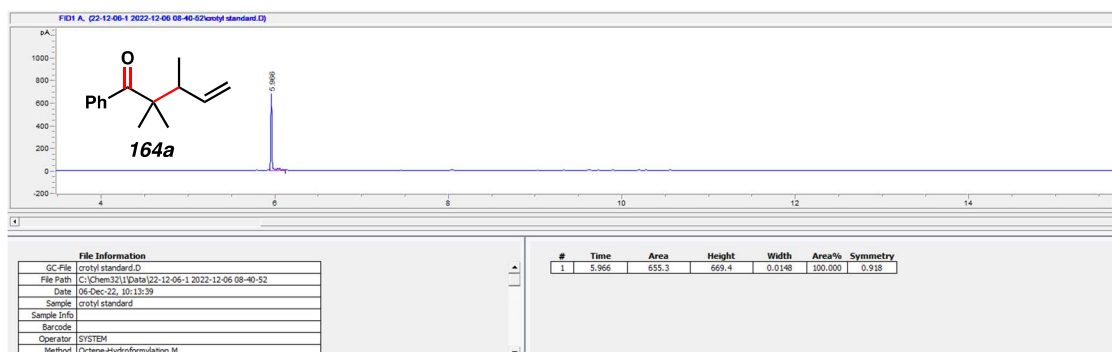 FID1 A, (22-12-06-1 2022-12-06 08-40-52\crotyl standard.D)
pA
1000
800
600
400
200
0
-200
O
Ph
164a
5.966
4 6 8 10 12 14
File Information
GC-File crotyl standard.D
File Path C:\Chem32\1\Data\22-12-06-1 2022-12-06 08-40-52
Date 06-Dec-22, 10:13:39
Sample crotyl standard
Sample Info
Barcode
Operator SYSTEM
Method Octene-Hydroformylation.M
# Time Area Height Width Area% Symmetry
1 5.966 655.3 669.4 0.0148 100.000 0.918